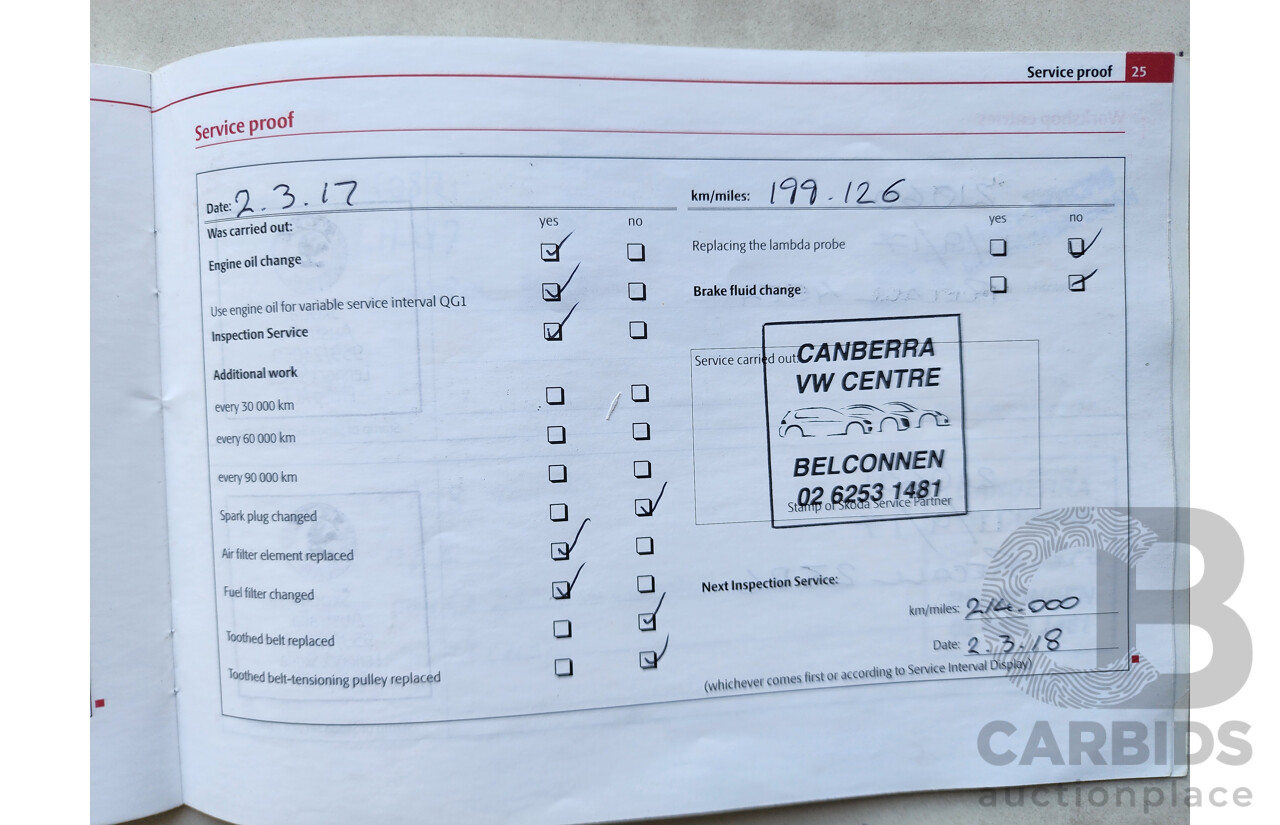 Service proof 25
Service proof
Date: 2.3.17
Was carried out: yes no
Engine oil change
Use engine oil for variable service interval QG1
Inspection Service
Additional work
every 30 000 km
every 60 000 km
every 90 000 km
Spark plug changed
Air filter element replaced
Fuel filter changed
Toothed belt replaced
Toothed belt-tensioning pulley replaced
km/miles: 199.126
yes no
Replacing the lambda probe
Brake fluid change
Service carried out:
CANBERRA
VW CENTRE
BELCONNEN
02 6253 1481
Stamp of Skoda Service Partner
Next Inspection Service:
km/miles: 214.000
Date: 2.3.18
(whichever comes first or according to Service Interval Display)
CARBIDS
auctionplace